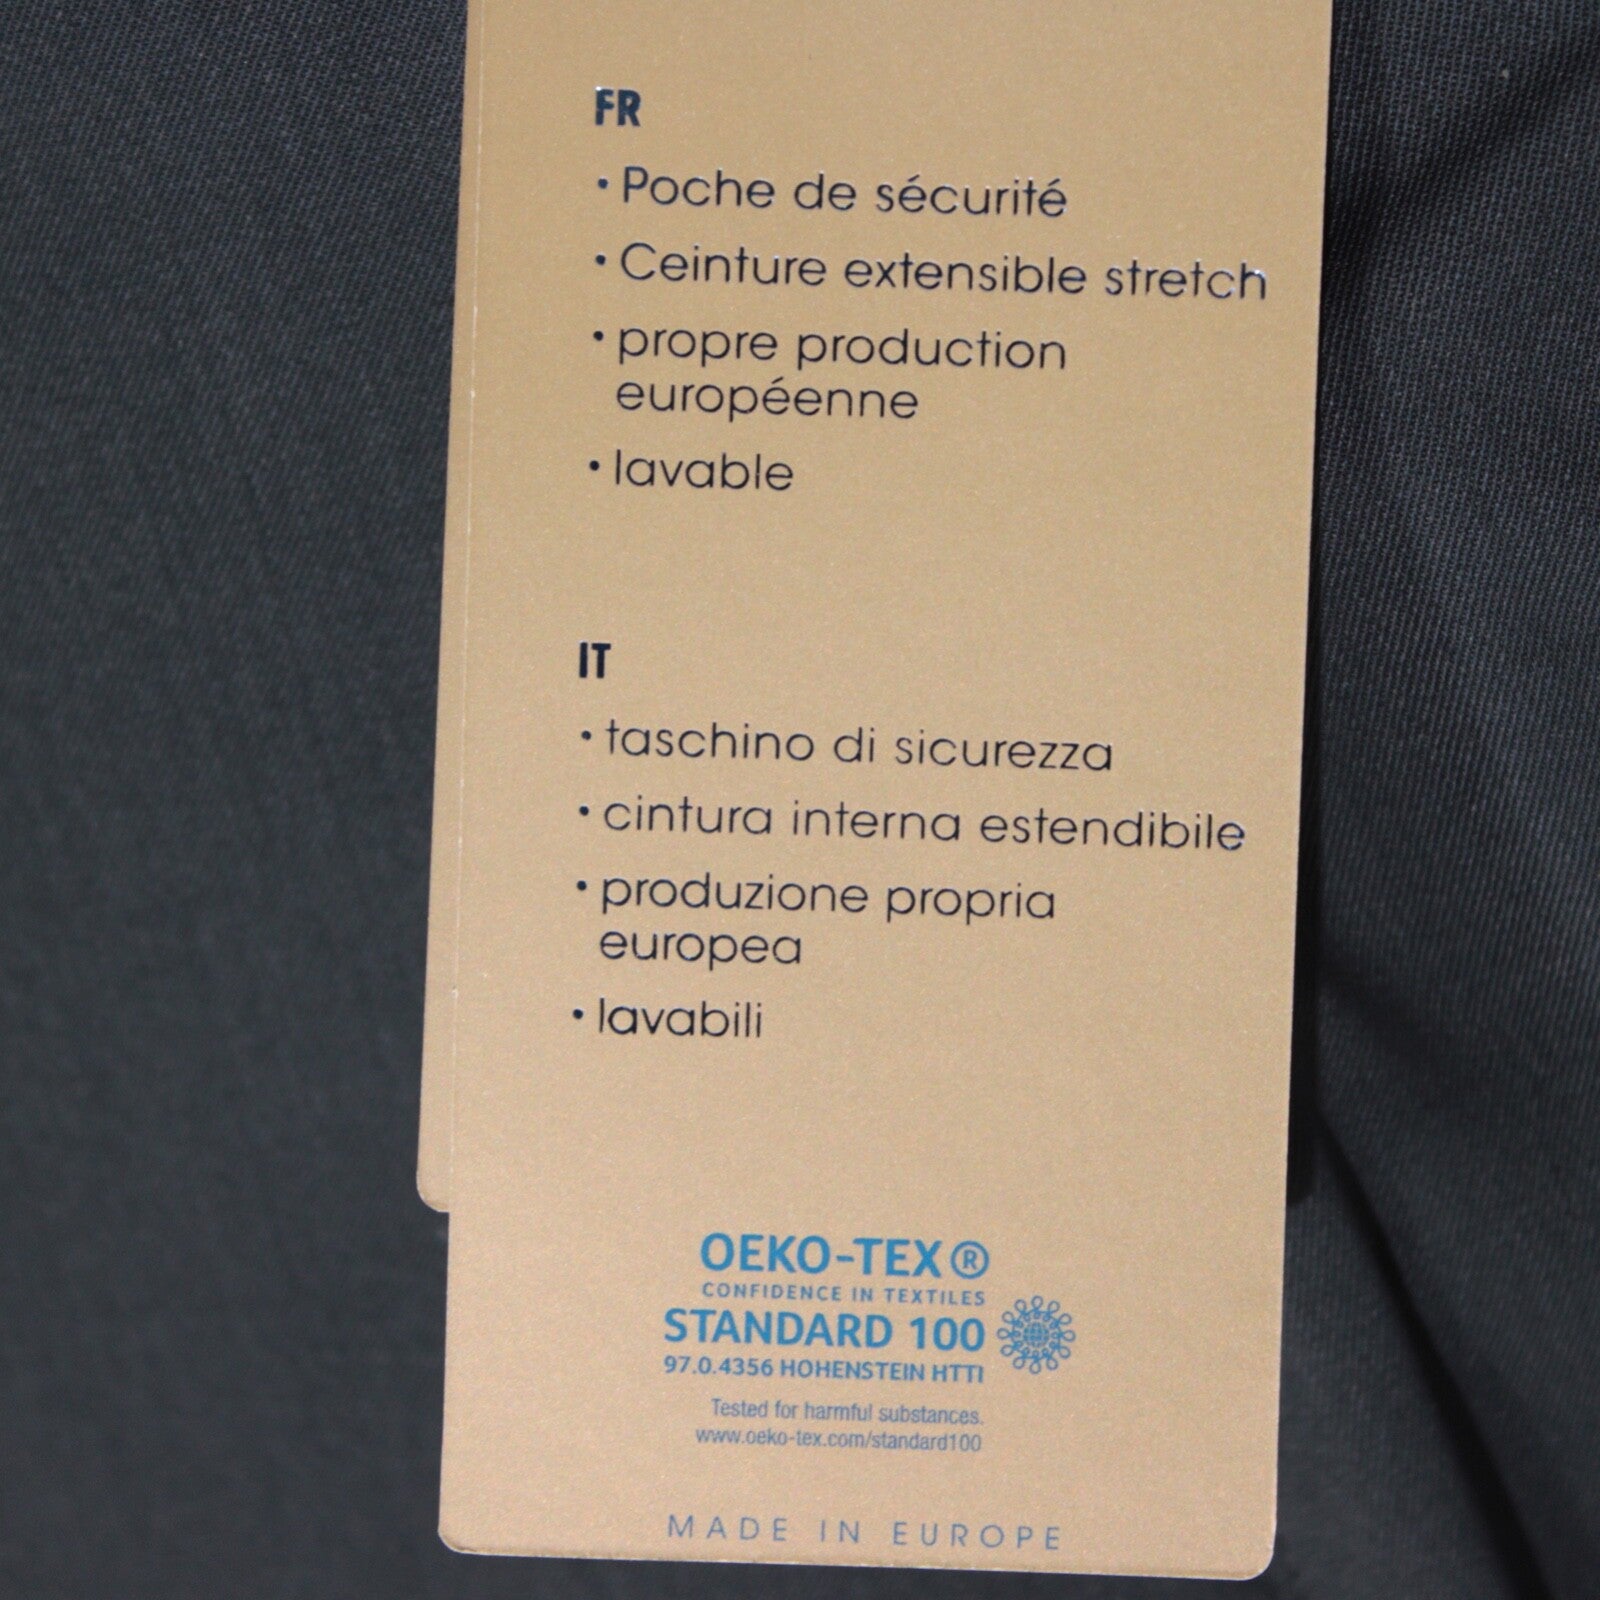 FR
• Poche de sécurité
• Ceinture extensible stretch
• propre production
européenne
• lavable
IT
• taschino di sicurezza
• cintura interna estendibile
• produzione propria
europea
• lavabili
OEKO-TEX®
CONFIDENCE IN TEXTILES
STANDARD 100
97.0.4356 HOHENSTEIN HTTI
Tested for harmful substances.
www.oeko-tex.com/standard100
MADE IN EUROPE